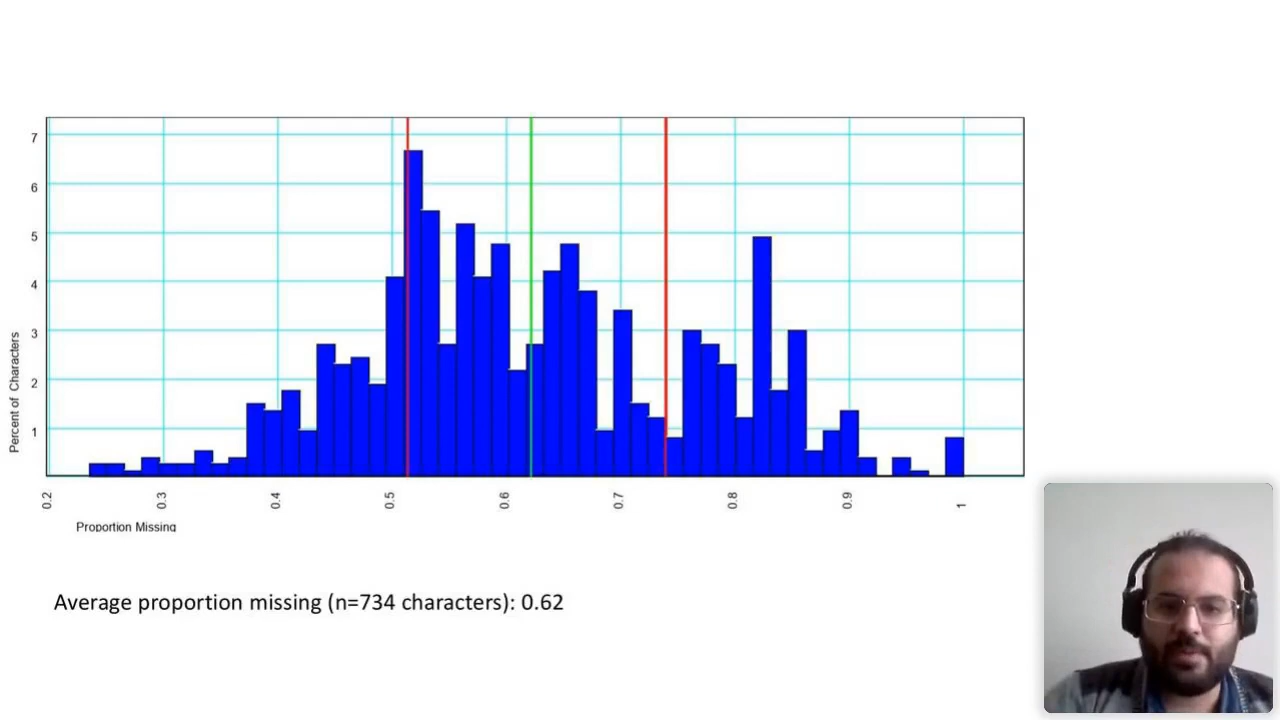 7
6
5
4
3
2
1
Percent of Characters
0.2 0.3 0.4 0.5 0.6 0.7 0.8 0.9 1
Proportion Missing
Average proportion missing (n=734 characters): 0.62